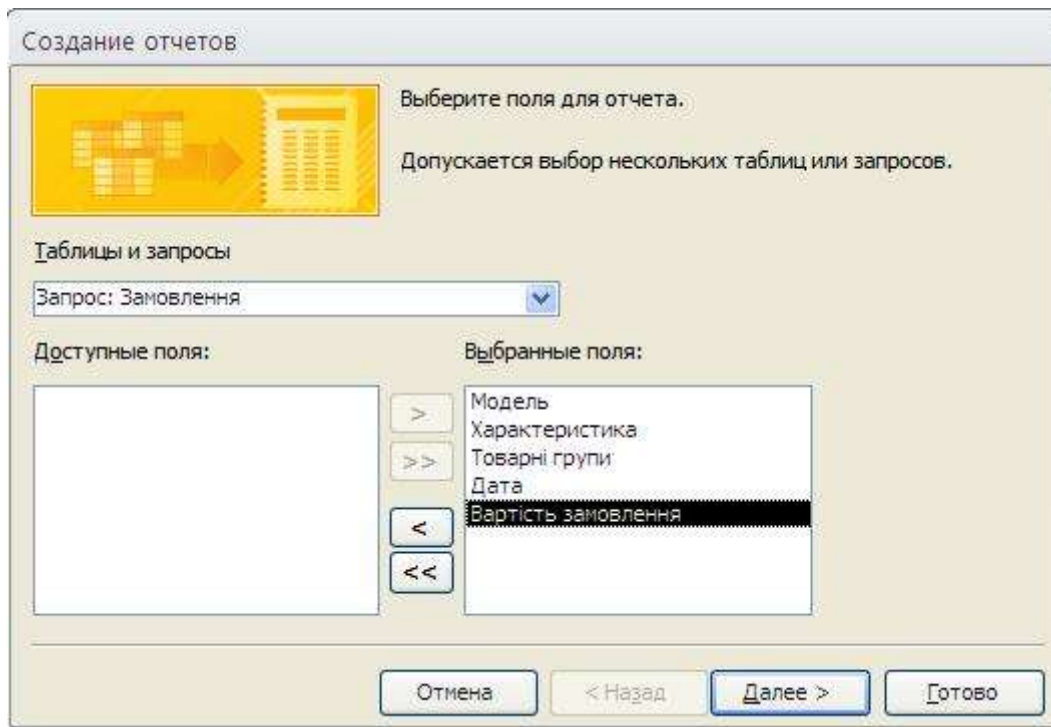 Создание отчетов
Выберите поля для отчета.
Допускается выбор нескольких таблиц или запросов.
Таблицы и запросы
Запрос: Замовлення
Доступные поля:
Выбранные поля:
>
>>
<
<<
Модель
Характеристика
Товарні групи
Дата
Вартість замовлення
Отмена
< Назад
Далее >
Готово